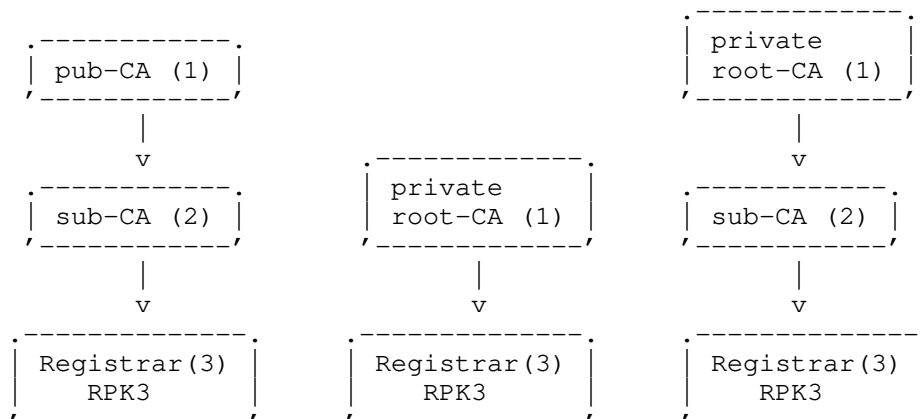 private
pub-CA (1)
root-CA (1)
private
sub-CA (2)
root-CA (1)
sub-CA (2)
Registrar(3)
RPK3
Registrar(3)
RPK3
Registrar(3)
RPK3